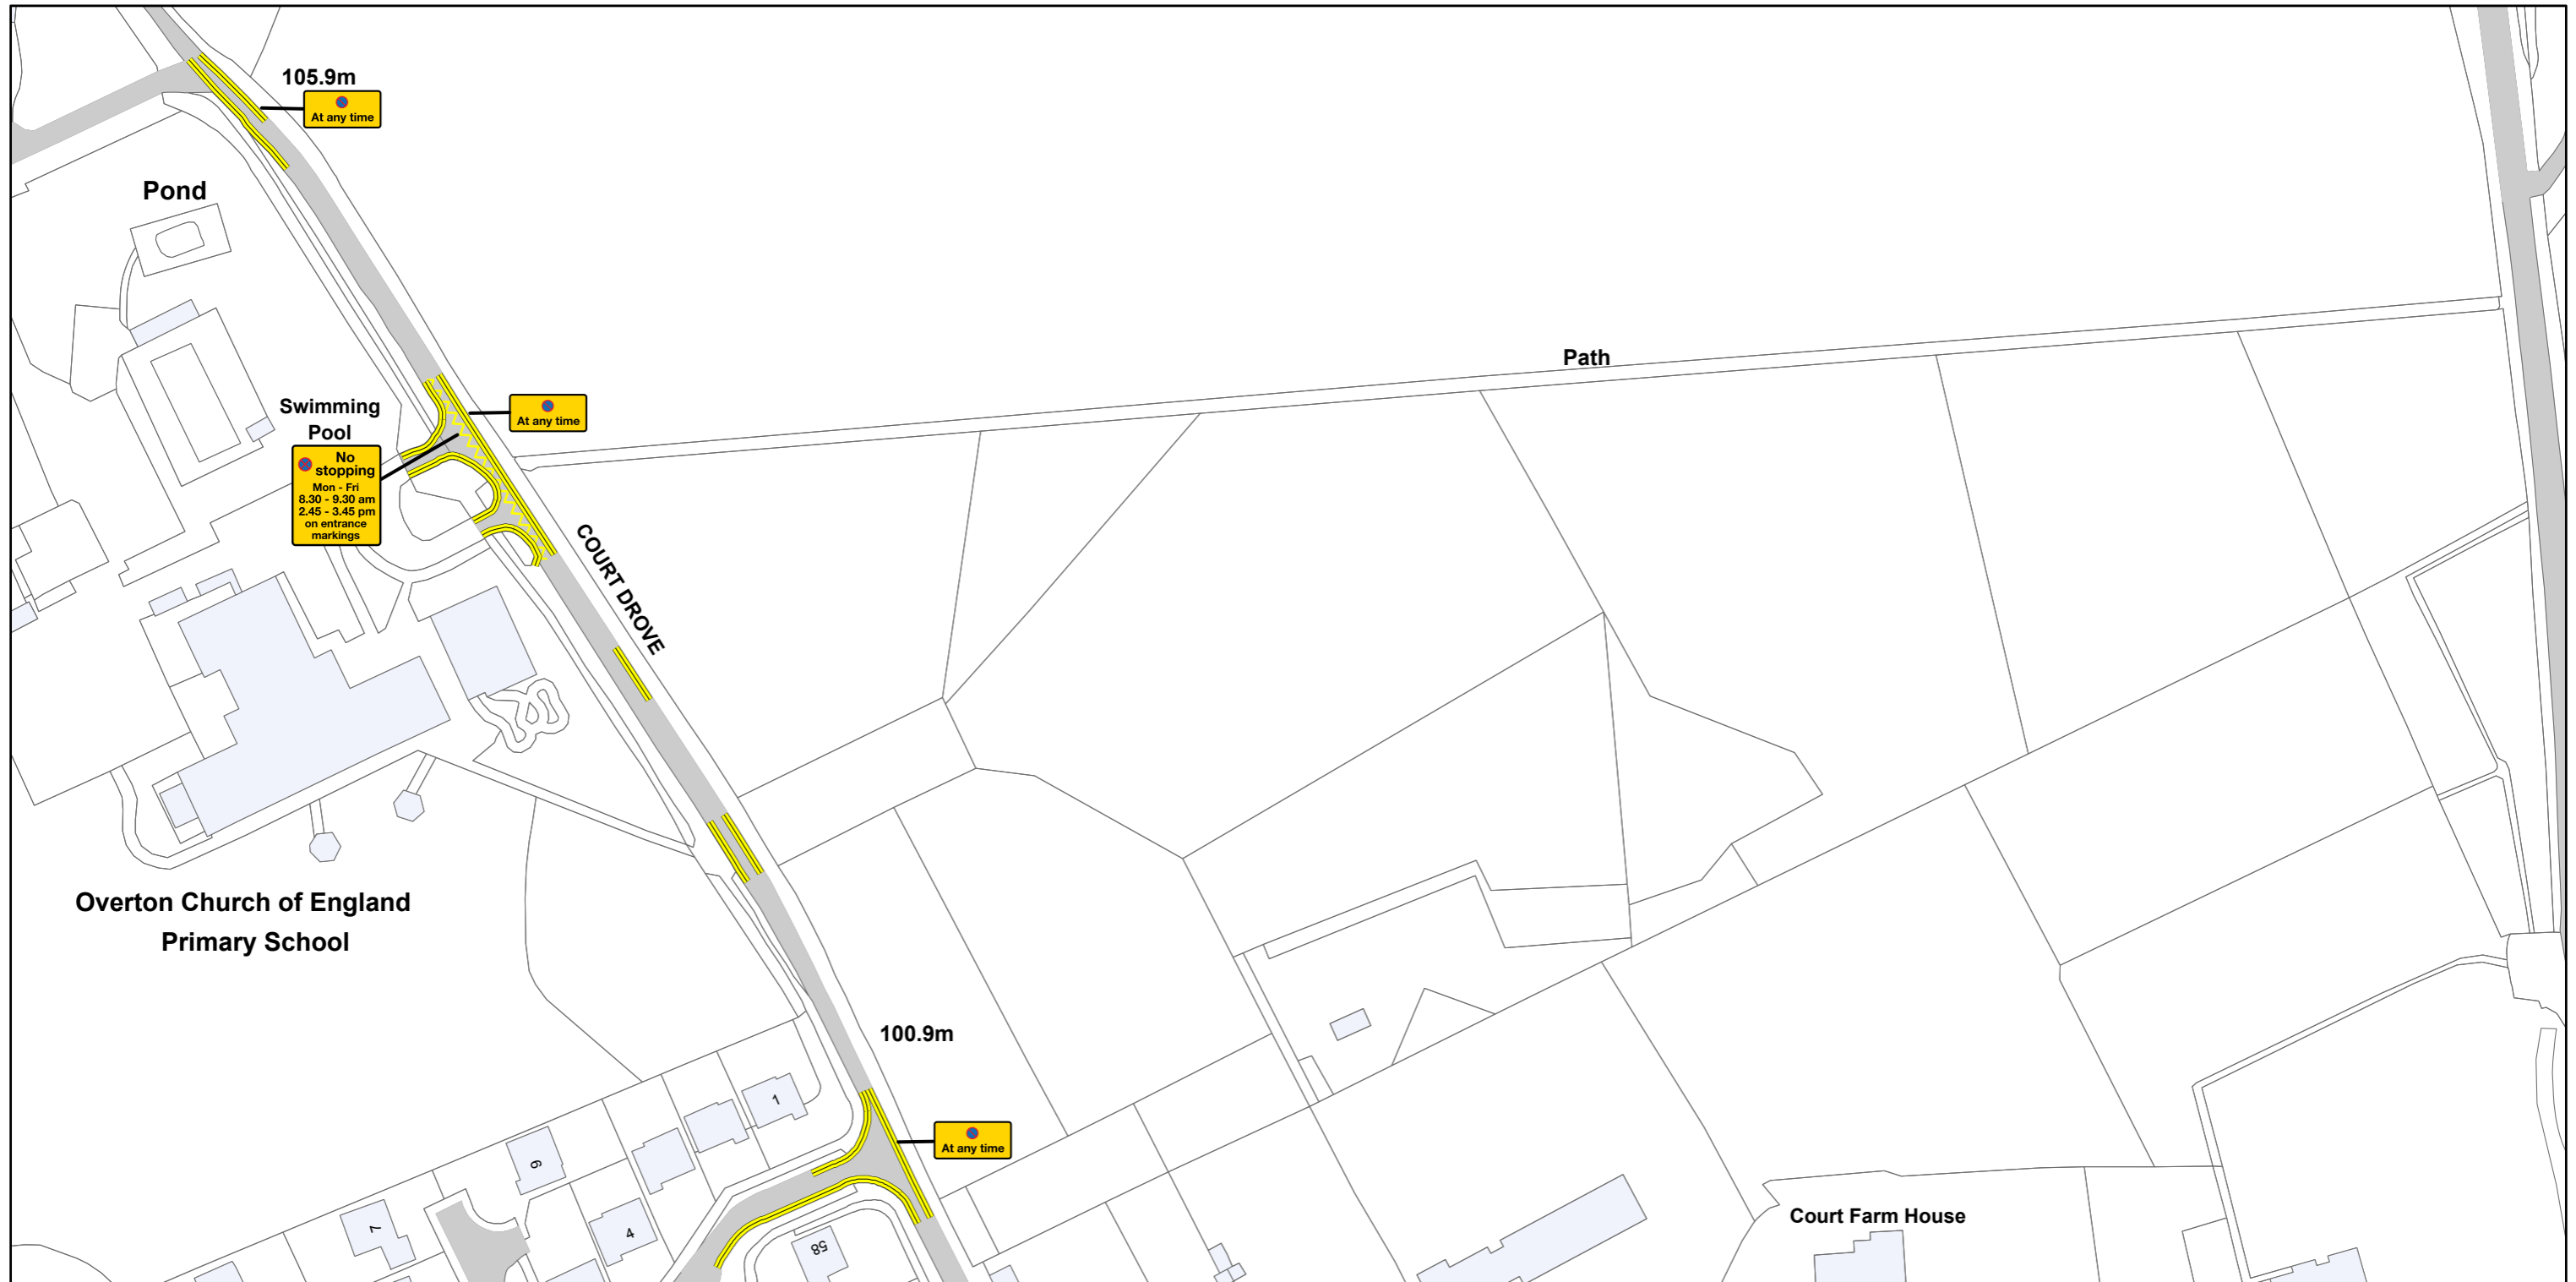 105.9m
At any time
Pond
Path
At any time
Swimming
Pool
No
stopping
Mon - Fri
8.30 - 9.30 am
2.45 - 3.45 pm
on entrance
markings
COURT DROVE
Overton Church of England
Primary School
100.9m
1
At any time
6
7
4
58
Court Farm House